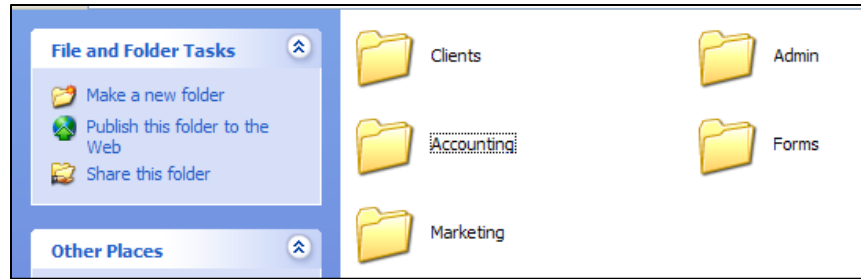 File and Folder Tasks
Make a new folder
Publish this folder to the
Web
Share this folder
Other Places
Clients
Admin
Accounting
Forms
Marketing